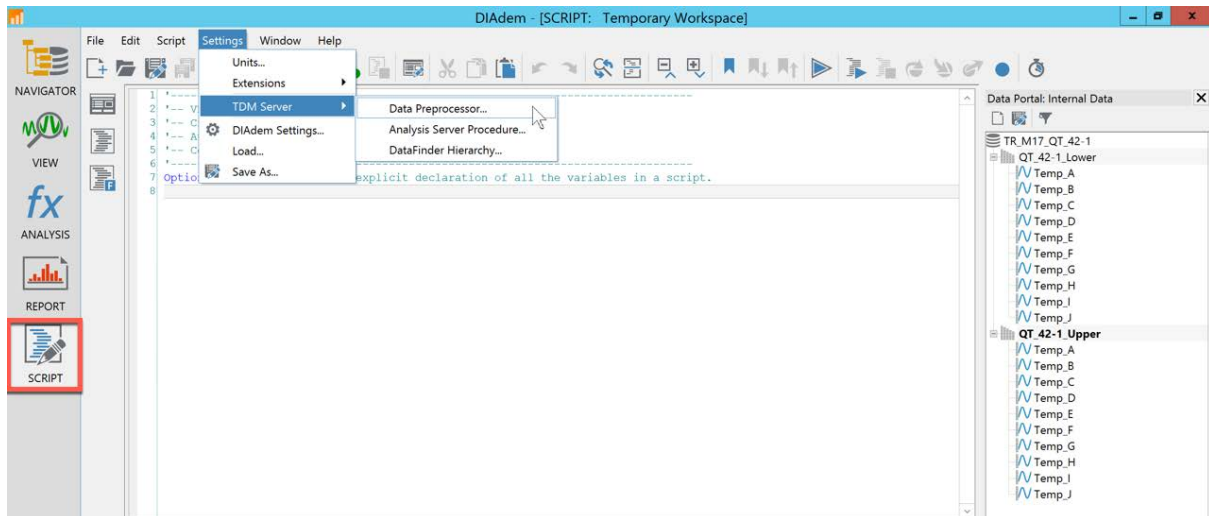 DIAdem - [SCRIPT: Temporary Workspace]
File Edit Script Settings Window Help
NAVIGATOR
VIEW
fx
ANALYSIS
REPORT
SCRIPT
Units...
Extensions
TDM Server
DIAdem Settings...
Load...
Save As...
Data Preprocessor...
Analysis Server Procedure...
DataFinder Hierarchy...
1 '-------------------------------------------------------------------------------
2 '-- V
3 '-- C
4 '-- A
5 '-- C
6 '-------------------------------------------------------------------------------
7 Optio explicit declaration of all the variables in a script.
8
Data Portal: Internal Data X
TR_M17_QT_42-1
QT_42-1_Lower
Temp_A
Temp_B
Temp_C
Temp_D
Temp_E
Temp_F
Temp_G
Temp_H
Temp_I
Temp_J
QT_42-1_Upper
Temp_A
Temp_B
Temp_C
Temp_D
Temp_E
Temp_F
Temp_G
Temp_H
Temp_I
Temp_J